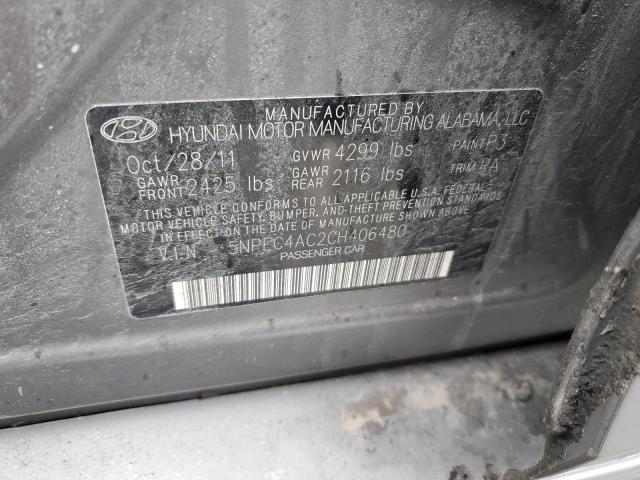 MANUFACTURED BY
HYUNDAI MOTOR MANUFACTURING ALABAMA, LLC
Oct/28/11 GVWR 4299 lbs PAINT P3
GAWR FRONT 2425 lbs GAWR REAR 2116 lbs TRIM RA
THIS VEHICLE CONFORMS TO ALL APPLICABLE U.S.A. FEDERAL
MOTOR VEHICLE SAFETY, BUMPER, AND THEFT PREVENTION STANDARDS
IN EFFECT ON THE DATE OF MANUFACTURE SHOWN ABOVE.
V.I.N 5NPEC4AC2CH406480
PASSENGER CAR